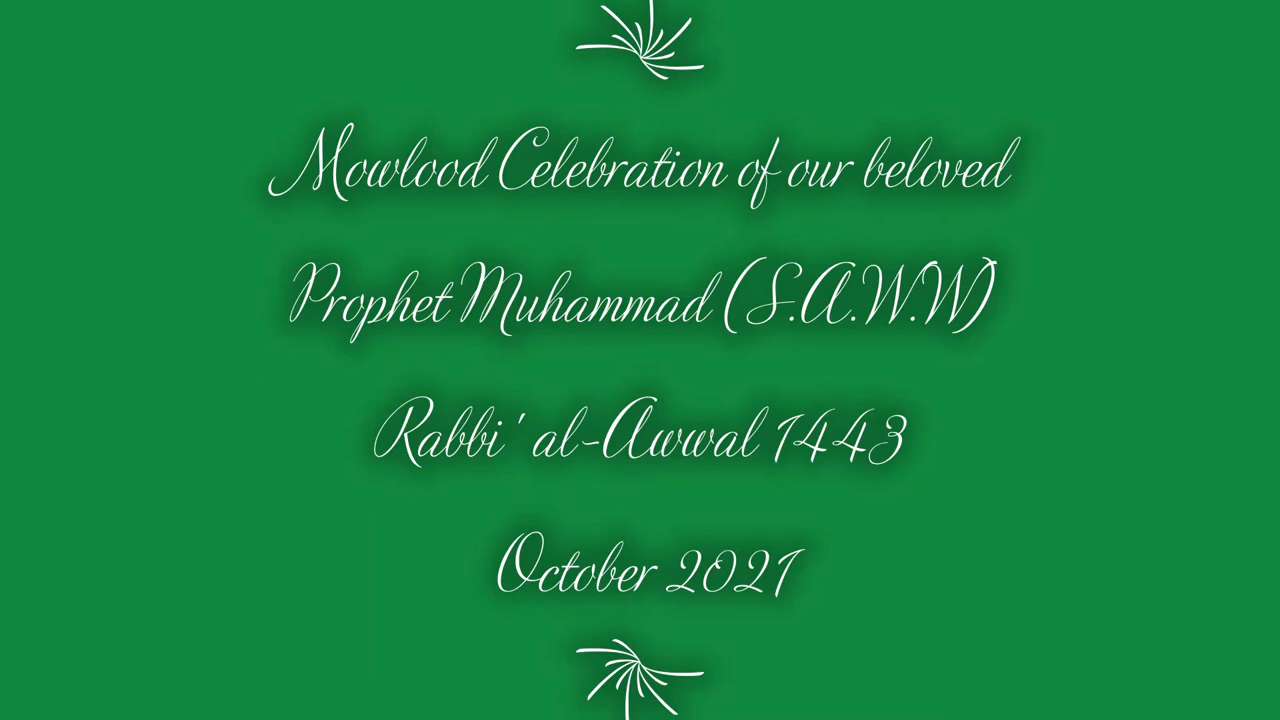 Mowlood Celebration of our beloved
Prophet Muhammad (S.A.W.W)
Rabbi ' al-Awwal 1443
October 2021